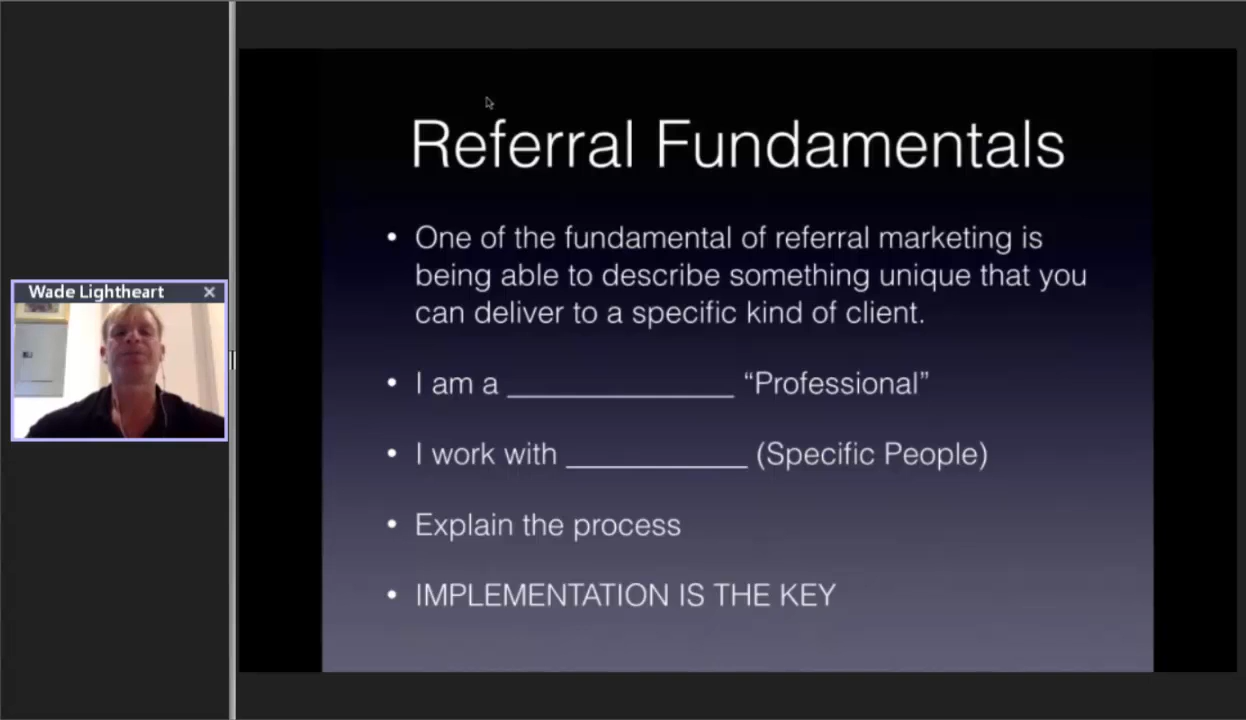 Wade Lightheart
Referral Fundamentals
• One of the fundamental of referral marketing is
being able to describe something unique that you
can deliver to a specific kind of client.
• I am a ______________ “Professional”
• I work with ___________ (Specific People)
• Explain the process
• IMPLEMENTATION IS THE KEY